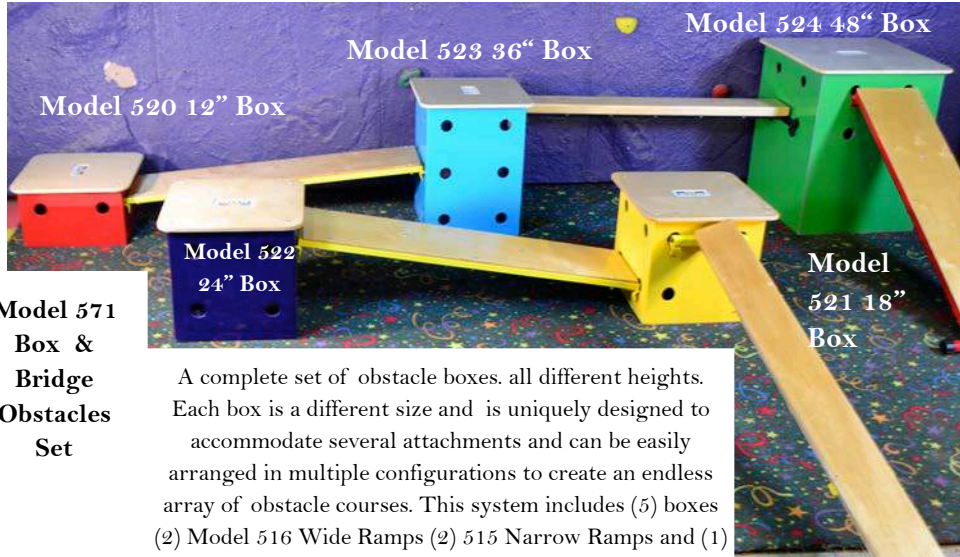 Model 524 48“ Box
Model 523 36“ Box
Model 520 12” Box
Model 522
24” Box
Model
521 18”
Box
Model 571
Box &
Bridge
Obstacles
Set
A complete set of obstacle boxes. all different heights.
Each box is a different size and is uniquely designed to
accommodate several attachments and can be easily
arranged in multiple configurations to create an endless
array of obstacle courses. This system includes (5) boxes
(2) Model 516 Wide Ramps (2) 515 Narrow Ramps and (1)